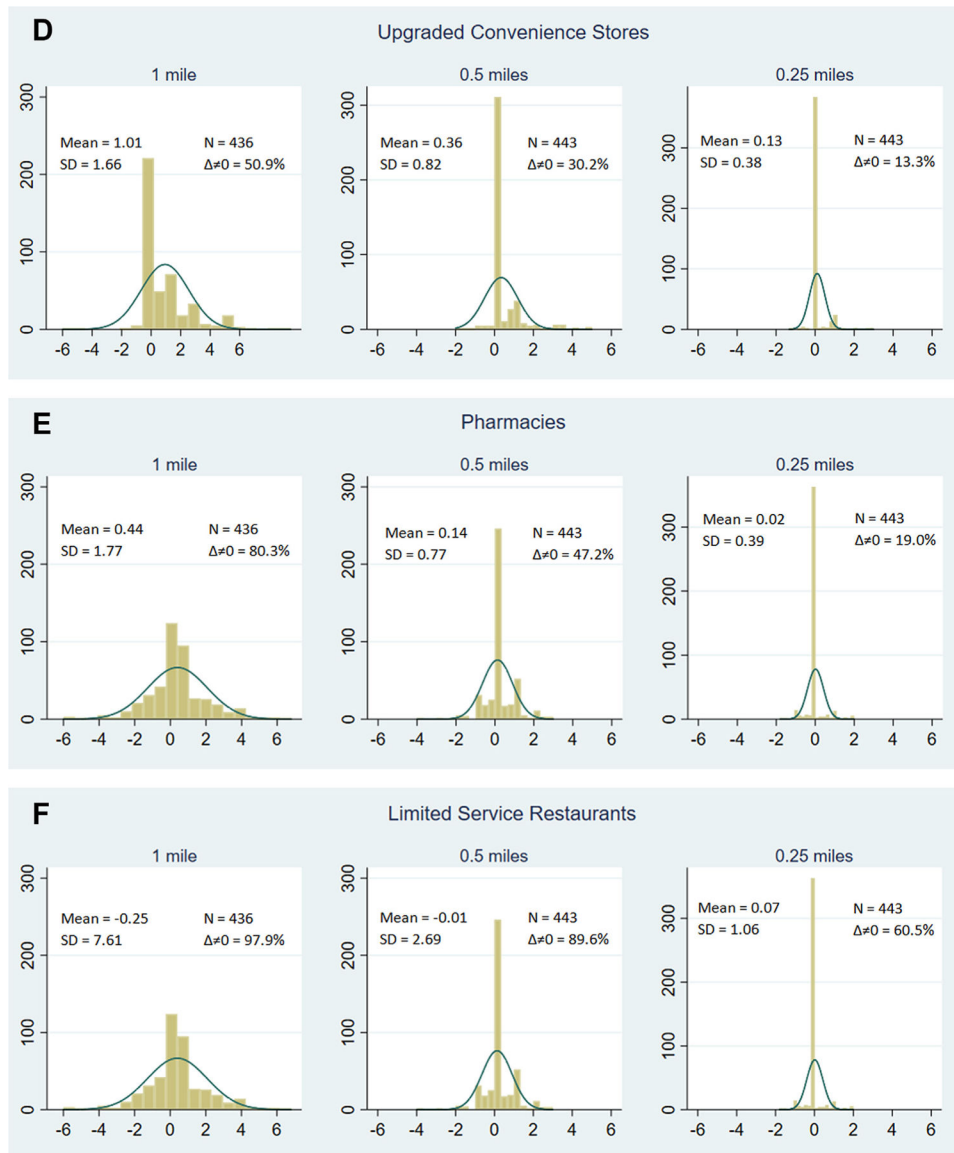 D
Upgraded Convenience Stores
1 mile
0.5 miles
0.25 miles
300
200
100
0
Mean = 1.01
SD = 1.66
N = 436
Δ≠0 = 50.9%
-6 -4 -2 0 2 4 6
300
200
100
0
Mean = 0.36
SD = 0.82
N = 443
Δ≠0 = 30.2%
-6 -4 -2 0 2 4 6
300
200
100
0
Mean = 0.13
SD = 0.38
N = 443
Δ≠0 = 13.3%
-6 -4 -2 0 2 4 6
E
Pharmacies
1 mile
0.5 miles
0.25 miles
300
200
100
0
Mean = 0.44
SD = 1.77
N = 436
Δ≠0 = 80.3%
-6 -4 -2 0 2 4 6
300
200
100
0
Mean = 0.14
SD = 0.77
N = 443
Δ≠0 = 47.2%
-6 -4 -2 0 2 4 6
300
200
100
0
Mean = 0.02
SD = 0.39
N = 443
Δ≠0 = 19.0%
-6 -4 -2 0 2 4 6
F
Limited Service Restaurants
1 mile
0.5 miles
0.25 miles
300
200
100
0
Mean = -0.25
SD = 7.61
N = 436
Δ≠0 = 97.9%
-6 -4 -2 0 2 4 6
300
200
100
0
Mean = -0.01
SD = 2.69
N = 443
Δ≠0 = 89.6%
-6 -4 -2 0 2 4 6
300
200
100
0
Mean = 0.07
SD = 1.06
N = 443
Δ≠0 = 60.5%
-6 -4 -2 0 2 4 6